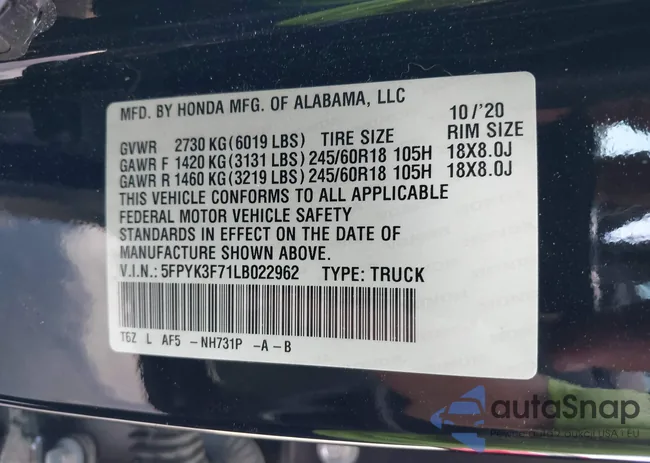 MFD. BY HONDA MFG. OF ALABAMA, LLC 10/'20
GVWR 2730 KG (6019 LBS) TIRE SIZE RIM SIZE
GAWR F 1420 KG (3131 LBS) 245/60R18 105H 18X8.0J
GAWR R 1460 KG (3219 LBS) 245/60R18 105H 18X8.0J
THIS VEHICLE CONFORMS TO ALL APPLICABLE
FEDERAL MOTOR VEHICLE SAFETY
STANDARDS IN EFFECT ON THE DATE OF
MANUFACTURE SHOWN ABOVE.
V.I.N.: 5FPYK3F71LB022962 TYPE: TRUCK
T6Z L AF5 -NH731P -A-B
autaSnap